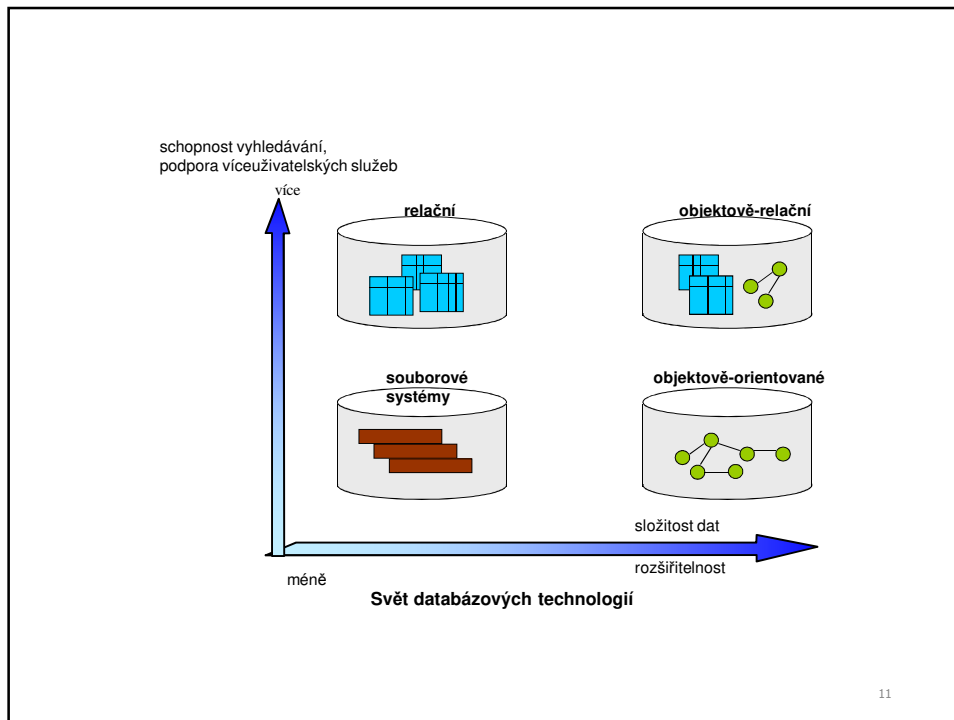 schopnost vyhledávání,
podpora víceuživatelských služeb
více
relační
objektově-relační
souborové
systémy
objektově-orientované
složitost dat
rozšiřitelnost
méně
Svět databázových technologií
11